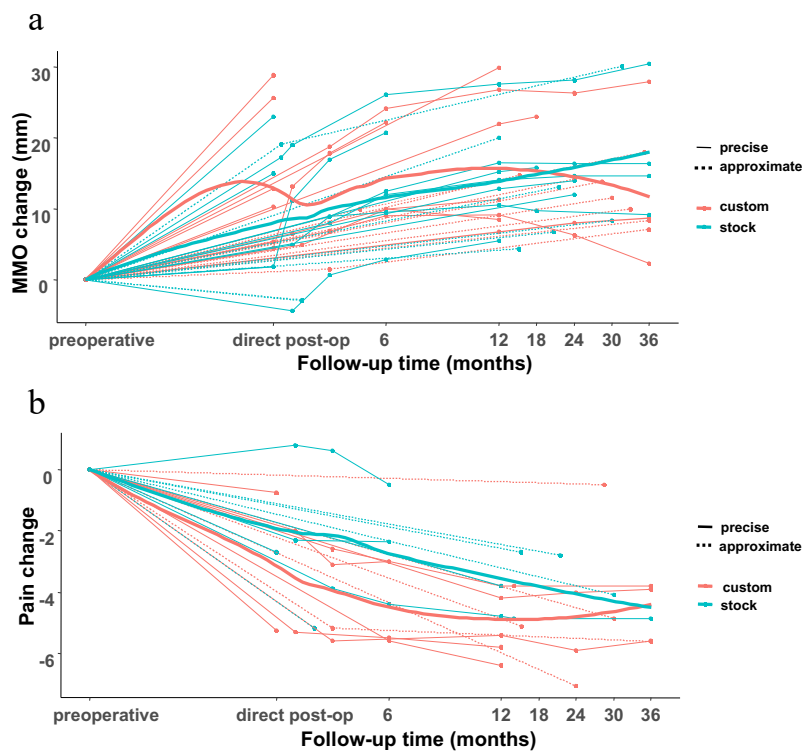 a
30
20
10
0
MMO change (mm)
preoperative direct post-op 6 12 18 24 30 36
Follow-up time (months)
precise
approximate
custom
stock
b
0
-2
-4
-6
Pain change
preoperative direct post-op 6 12 18 24 30 36
Follow-up time (months)
precise
approximate
custom
stock